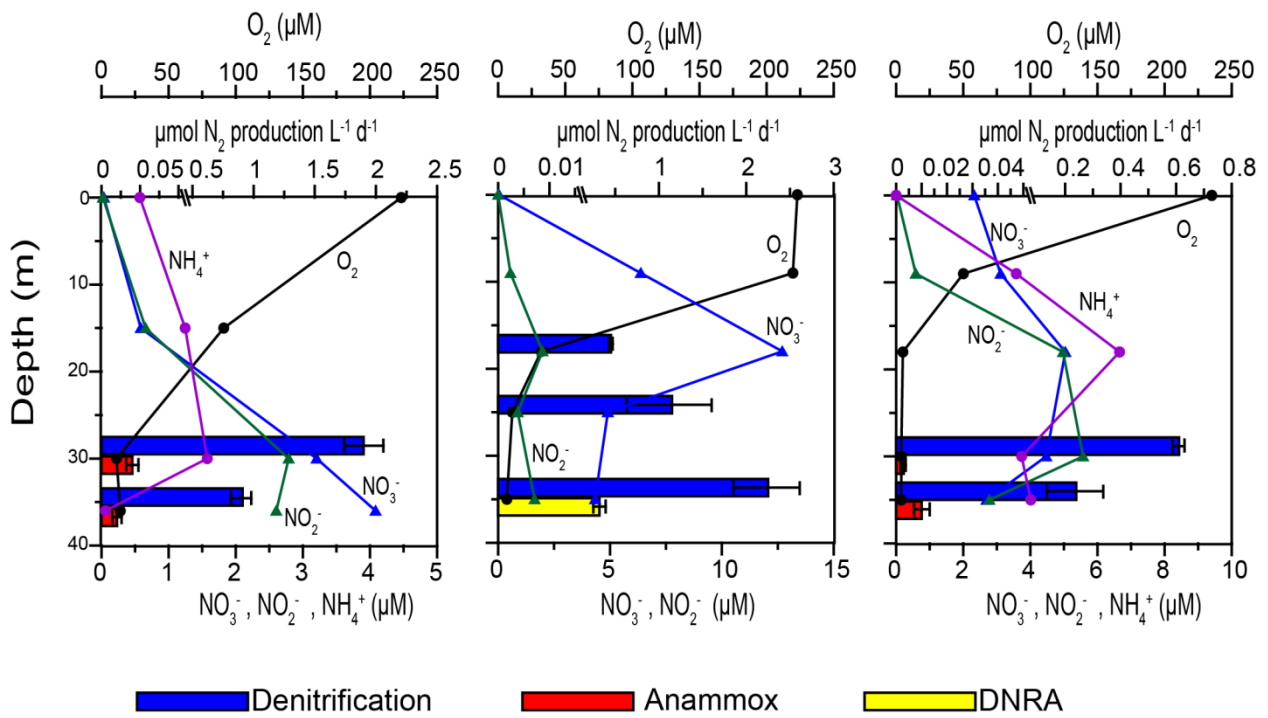 O₂ (µM)
0 50 100 150 200 250
µmol N₂ production L⁻¹ d⁻¹
0 0.05 0.5 1 1.5 2 2.5
NH₄⁺
O₂
NO₃⁻
NO₂⁻
Depth (m)
0
10
20
30
40
0 1 2 3 4 5
NO₃⁻, NO₂⁻, NH₄⁺ (µM)
O₂ (µM)
0 50 100 150 200 250
µmol N₂ production L⁻¹ d⁻¹
0 0.01 1 2 3
O₂
NO₃⁻
NO₂⁻
0 5 10 15
NO₃⁻, NO₂⁻ (µM)
O₂ (µM)
0 50 100 150 200 250
µmol N₂ production L⁻¹ d⁻¹
0 0.02 0.04 0.2 0.4 0.6 0.8
NO₃⁻
O₂
NH₄⁺
NO₂⁻
0 2 4 6 8 10
NO₃⁻, NO₂⁻, NH₄⁺ (µM)
Denitrification Anammox DNRA